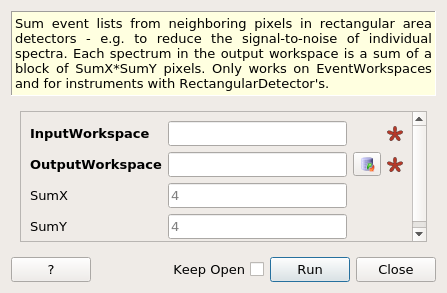 Sum event lists from neighboring pixels in rectangular area
detectors - e.g. to reduce the signal-to-noise of individual
spectra. Each spectrum in the output workspace is a sum of a
block of SumX*SumY pixels. Only works on EventWorkspaces
and for instruments with RectangularDetector's.
InputWorkspace
OutputWorkspace
SumX 4
SumY 4
? Keep Open Run Close